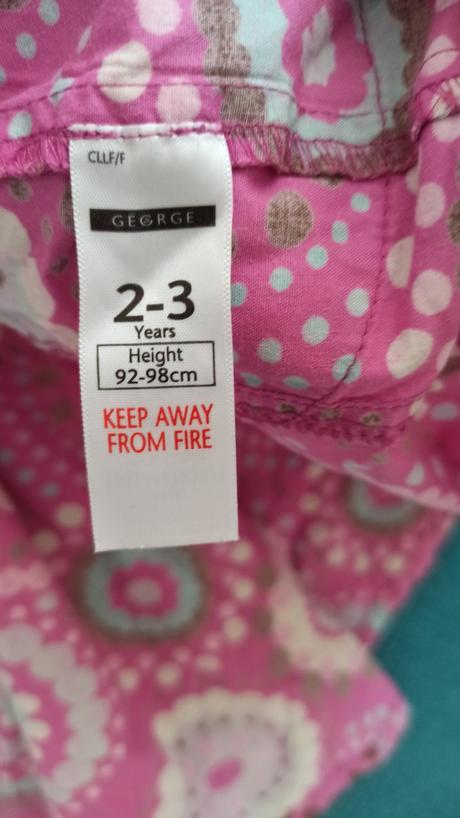 CLLF/F
GEORGE
2-3
Years
Height
92-98cm
KEEP AWAY
FROM FIRE